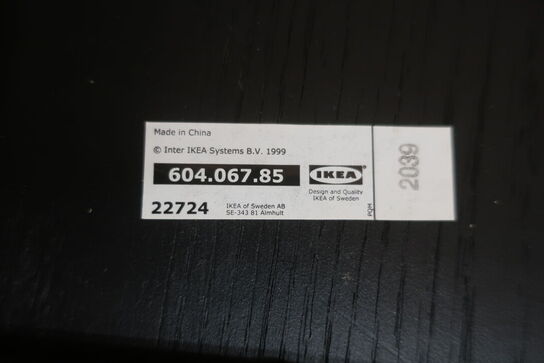 Made in China
© Inter IKEA Systems B.V. 1999
604.067.85
IKEA
Design and Quality
IKEA of Sweden
22724
IKEA of Sweden AB
SE-343 81 Älmhult
PQM
2039